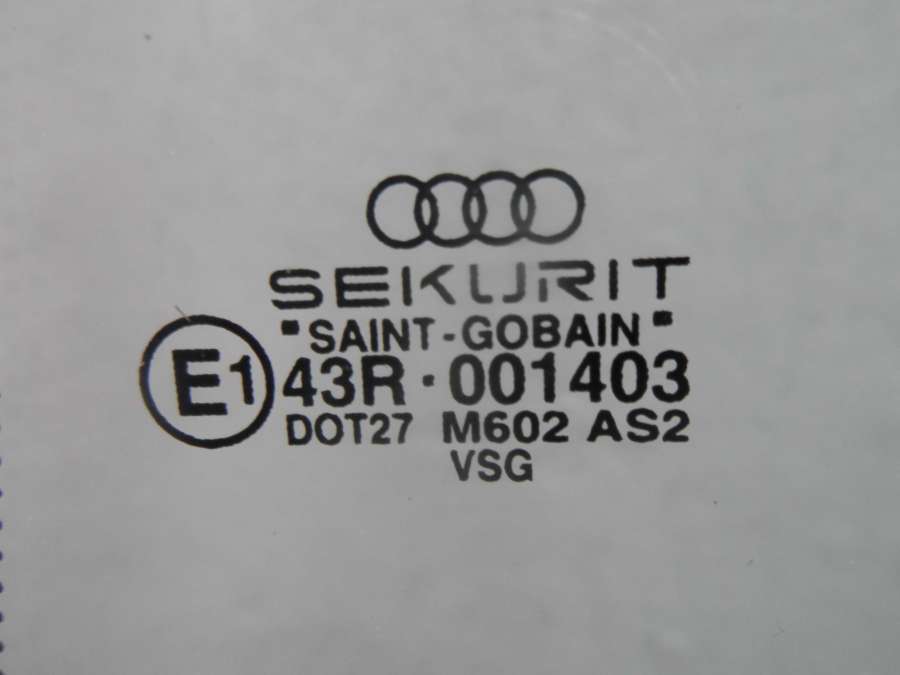 SEKURIT
"SAINT-GOBAIN"
E1 43R · 001403
DOT27 M602 AS2
VSG